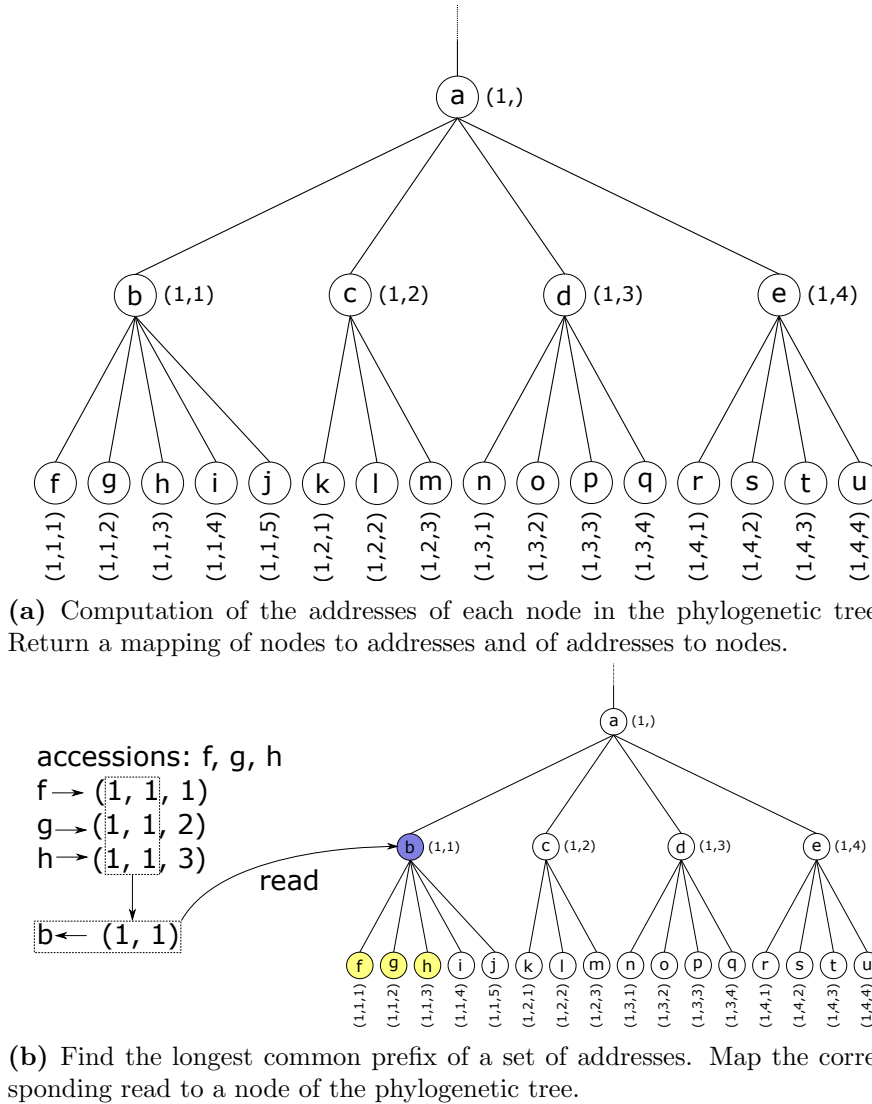 a (1,)
b (1,1) c (1,2) d (1,3) e (1,4)
f g h i j k l m n o p q r s t u
(1,1,1) (1,1,2) (1,1,3) (1,1,4) (1,1,5) (1,2,1) (1,2,2) (1,2,3) (1,3,1) (1,3,2) (1,3,3) (1,3,4) (1,4,1) (1,4,2) (1,4,3) (1,4,4)
(a) Computation of the addresses of each node in the phylogenetic tree
Return a mapping of nodes to addresses and of addresses to nodes.
a (1,)
accessions: f, g, h
f → (1, 1, 1)
g → (1, 1, 2)
h → (1, 1, 3)
read
b ← (1, 1)
b (1,1) c (1,2) d (1,3) e (1,4)
f g h i j k l m n o p q r s t u
(1,1,1) (1,1,2) (1,1,3) (1,1,4) (1,1,5) (1,2,1) (1,2,2) (1,2,3) (1,3,1) (1,3,2) (1,3,3) (1,3,4) (1,4,1) (1,4,2) (1,4,3) (1,4,4)
(b) Find the longest common prefix of a set of addresses. Map the corre
sponding read to a node of the phylogenetic tree.